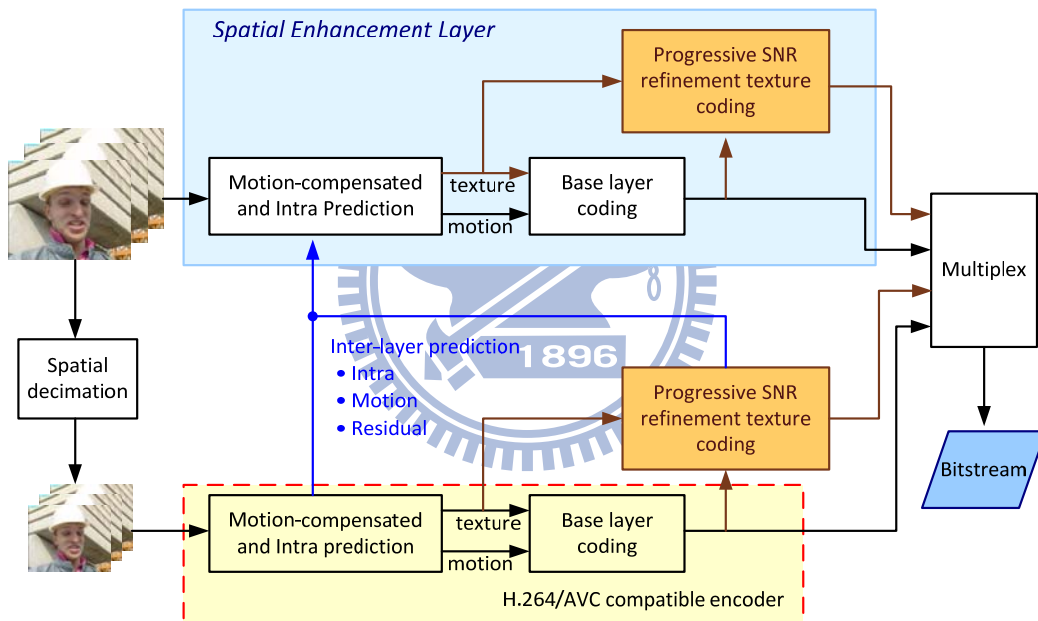 Spatial Enhancement Layer
Progressive SNR
refinement texture
coding
Motion-compensated
and Intra Prediction
texture
motion
Base layer
coding
Multiplex
Spatial
decimation
Inter-layer prediction
• Intra
• Motion
• Residual
1896
Progressive SNR
refinement texture
coding
Bitstream
Motion-compensated
and Intra prediction
texture
motion
Base layer
coding
H.264/AVC compatible encoder